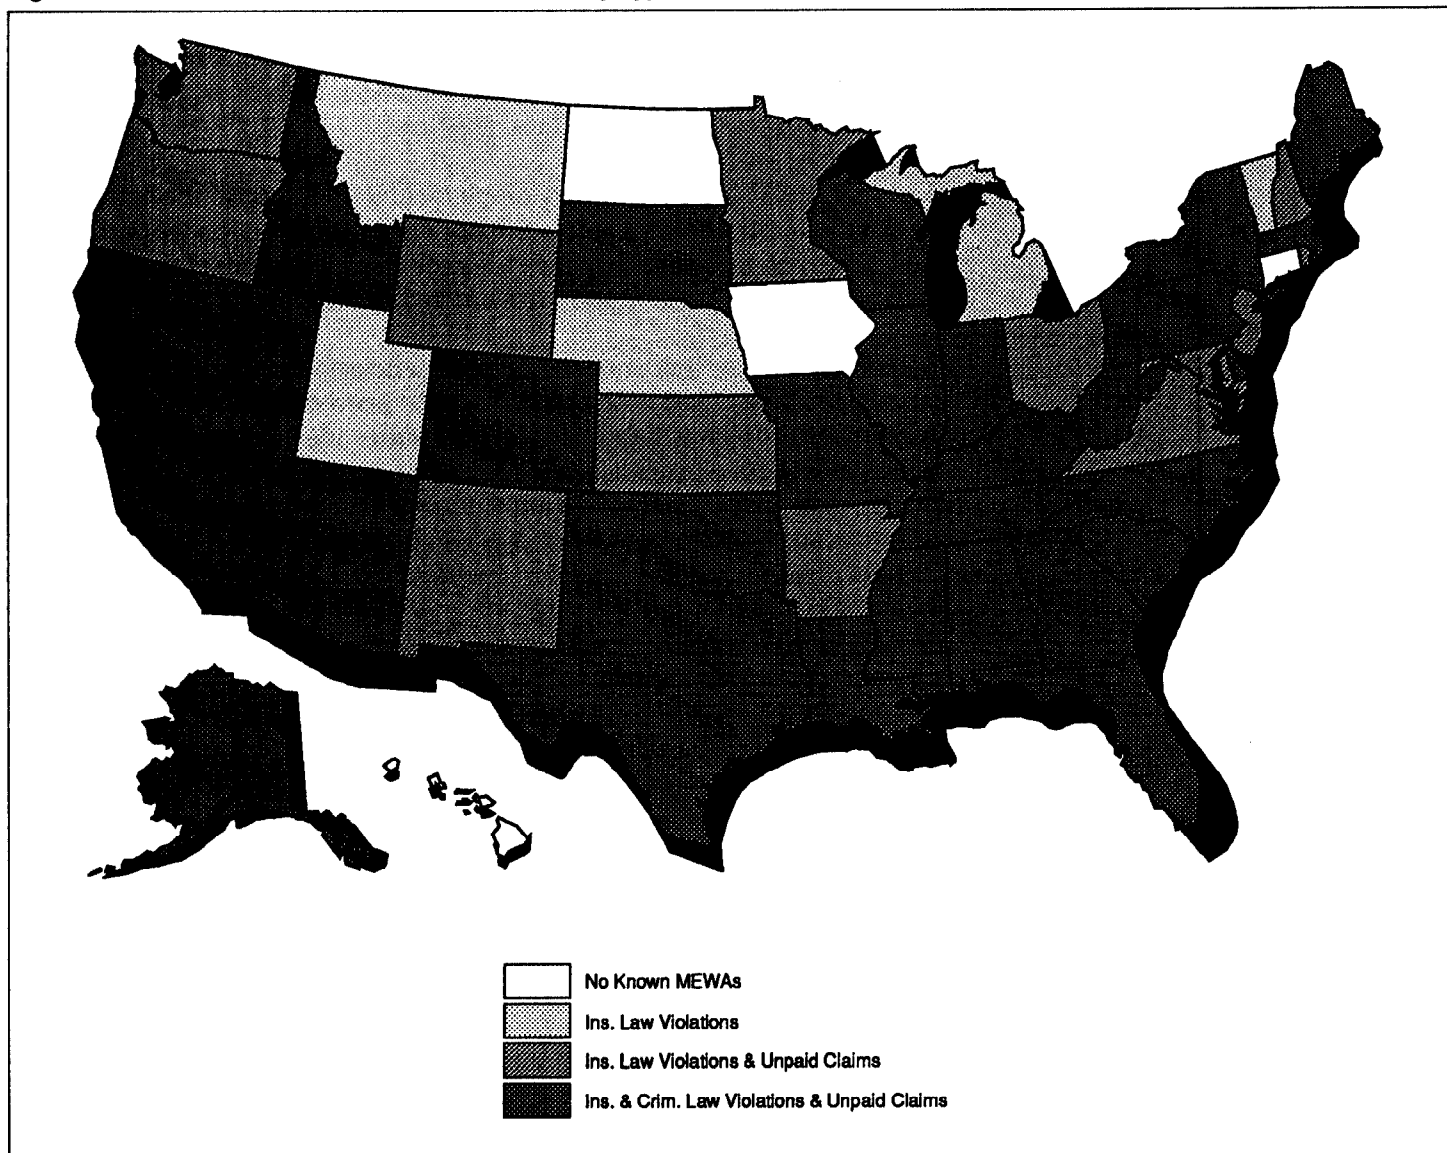 No Known MEWAs
Ins. Law Violations
Ins. Law Violations & Unpaid Claims
Ins. & Crim. Law Violations & Unpaid Claims